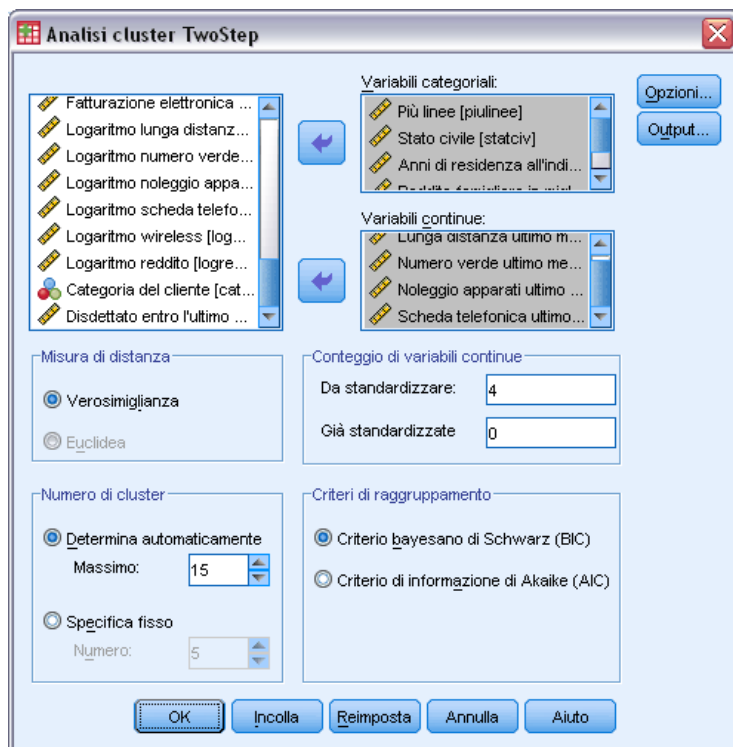 Analisi cluster TwoStep
Fatturazione elettronica ...
Logaritmo lunga distanz...
Logaritmo numero verde...
Logaritmo noleggio appa...
Logaritmo scheda telefo...
Logaritmo wireless [log...
Logaritmo reddito [logre...
Categoria del cliente [cat...
Disdettato entro l'ultimo ...
Variabili categoriali:
Più linee [piulinee]
Stato civile [statciv]
Anni di residenza all'indi...
Reddito famigliare in migl...
Variabili continue:
Lunga distanza ultimo m...
Numero verde ultimo me...
Noleggio apparati ultimo ...
Scheda telefonica ultimo...
Opzioni...
Output...
Misura di distanza
Verosimiglianza
Euclidea
Conteggio di variabili continue
Da standardizzare: 4
Già standardizzate 0
Numero di cluster
Determina automaticamente
Massimo: 15
Specifica fisso
Numero: 5
Criteri di raggruppamento
Criterio bayesano di Schwarz (BIC)
Criterio di informazione di Akaike (AIC)
OK Incolla Reimposta Annulla Aiuto